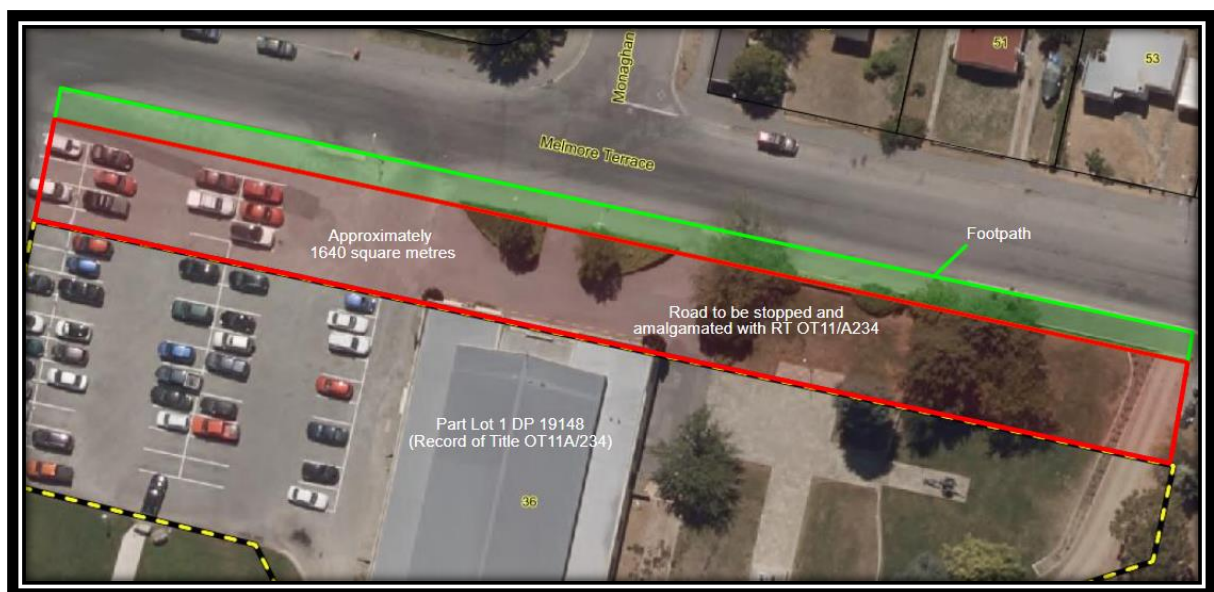 Monaghan
51
53
Melmore Terrace
Approximately
1640 square metres
Footpath
Road to be stopped and
amalgamated with RT OT11/A234
Part Lot 1 DP 19148
(Record of Title OT11A/234)
36